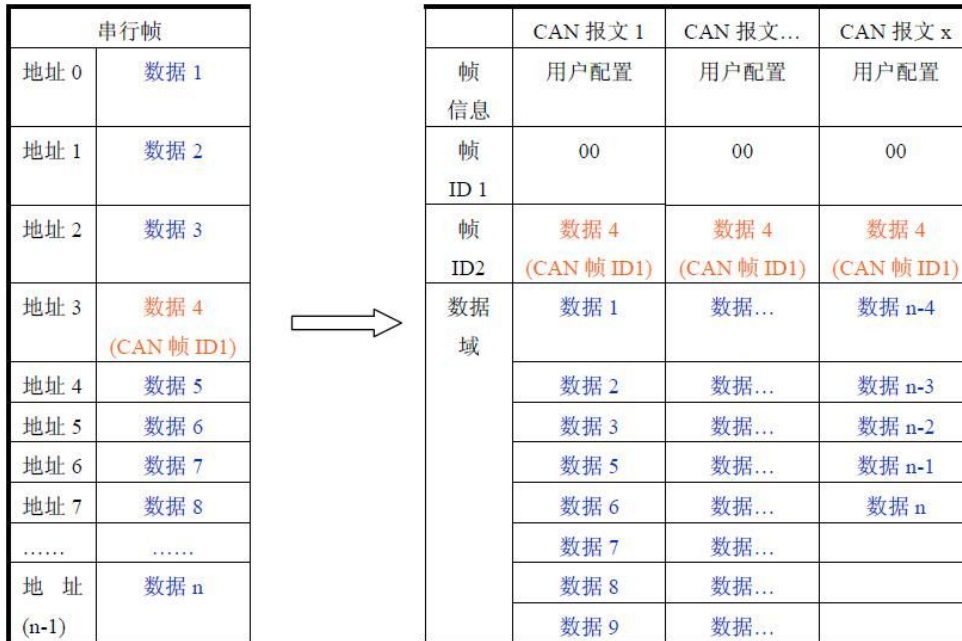 串行帧
地址 0 数据 1
地址 1 数据 2
地址 2 数据 3
地址 3 数据 4
(CAN 帧 ID1)
地址 4 数据 5
地址 5 数据 6
地址 6 数据 7
地址 7 数据 8
…… ……
地 址 数据 n
(n-1)
CAN 报文 1 CAN 报文… CAN 报文 x
帧 用户配置 用户配置 用户配置
信息
帧 00 00 00
ID 1
帧 数据 4 数据 4 数据 4
ID2 (CAN 帧 ID1) (CAN 帧 ID1) (CAN 帧 ID1)
数据 数据 1 数据… 数据 n-4
域
数据 2 数据… 数据 n-3
数据 3 数据… 数据 n-2
数据 5 数据… 数据 n-1
数据 6 数据… 数据 n
数据 7 数据…
数据 8 数据…
数据 9 数据…